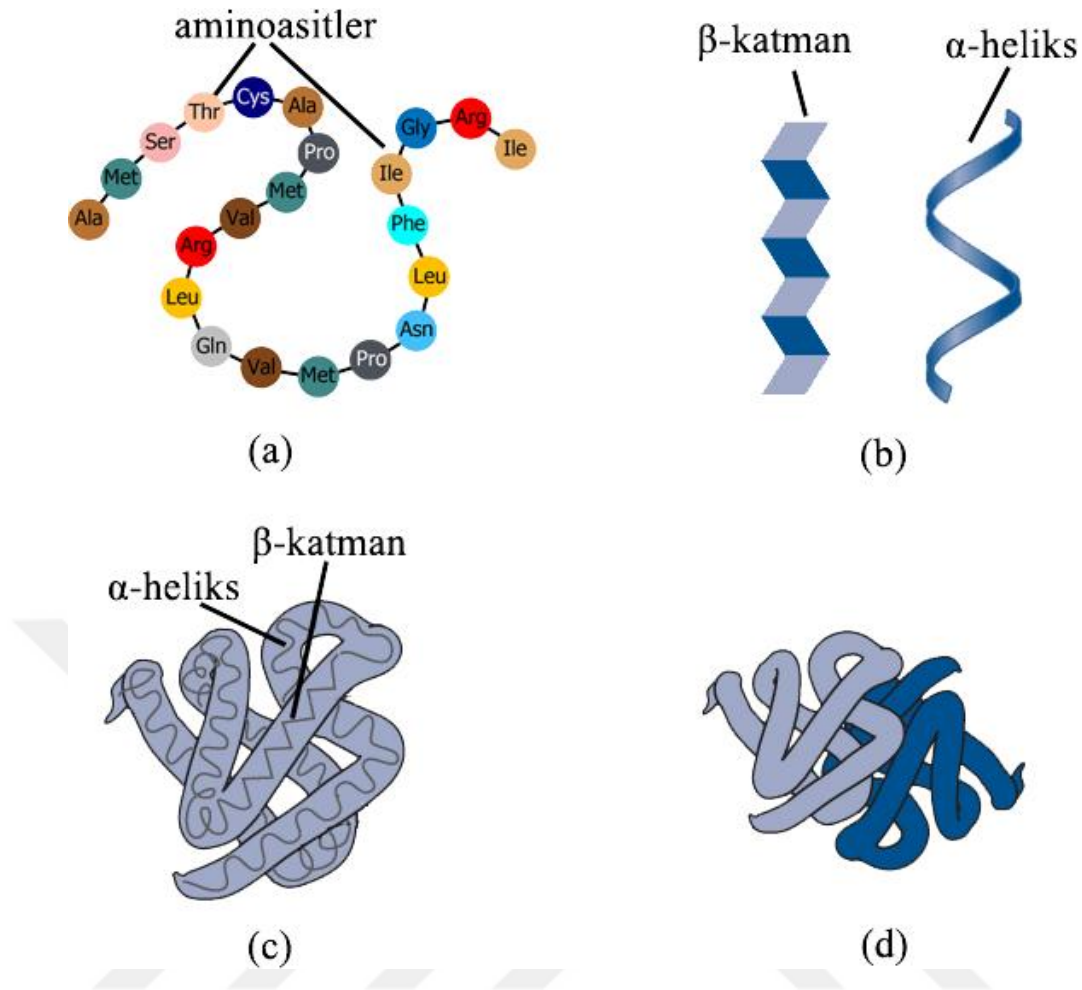 aminoasitler
Thr
Cys
Ala
Ser
Met
Ala
Pro
Met
Val
Arg
Leu
Gln
Val
Met
Pro
Asn
Leu
Phe
Ile
Gly
Arg
Ile
(a)
β-katman
α-heliks
(b)
β-katman
α-heliks
(c)
(d)